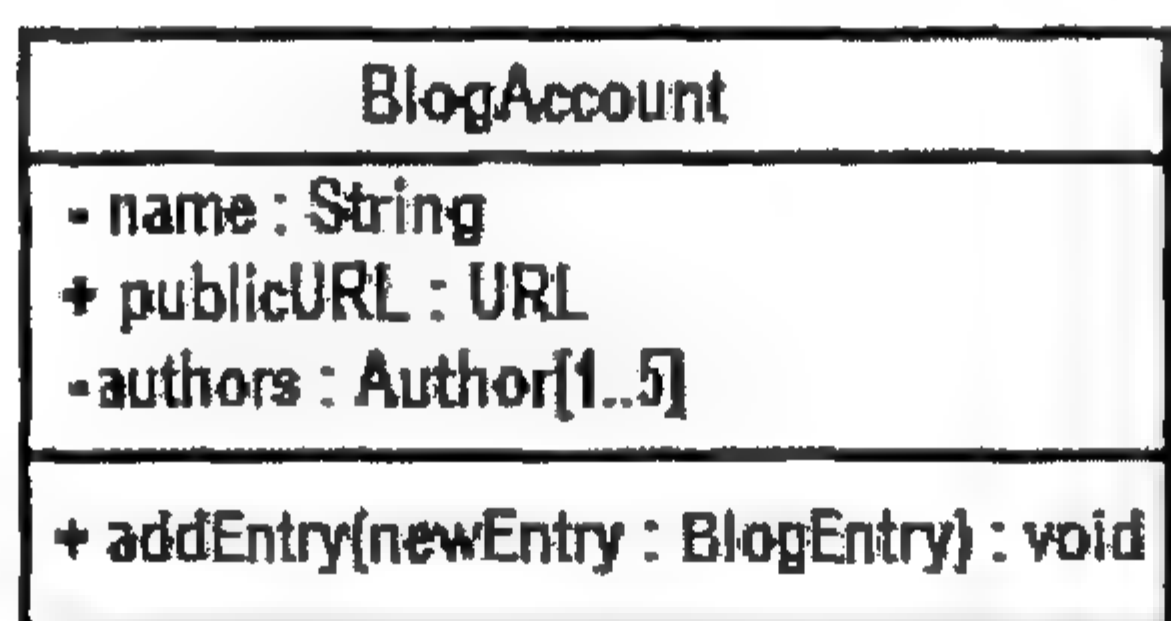 BlogAccount
- name : String
+ publicURL : URL
- authors : Author[1..5]
+ addEntry(newEntry : BlogEntry) : void